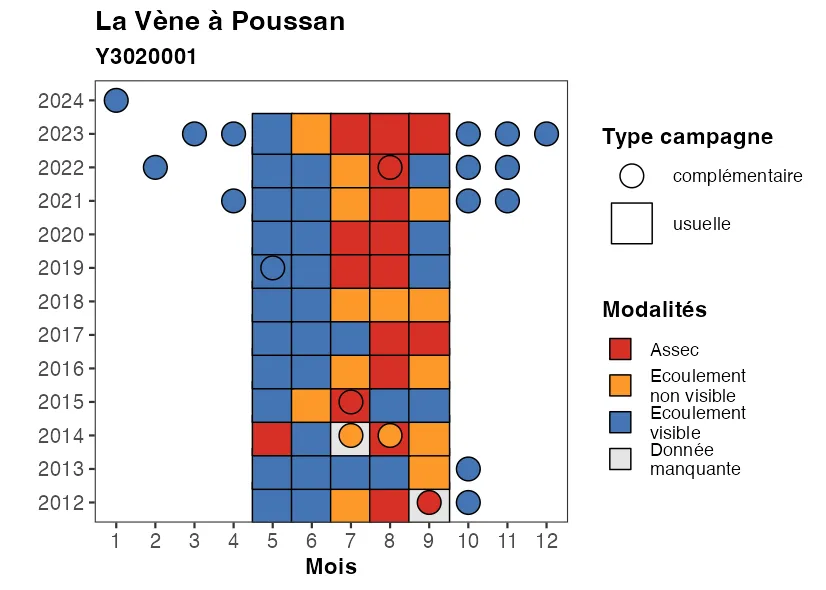 La Vène à Poussan
Y3020001
2024
2023
2022
2021
2020
2019
2018
2017
2016
2015
2014
2013
2012
1 2 3 4 5 6 7 8 9 10 11 12
Mois
Type campagne
complémentaire
usuelle
Modalités
Assec
Ecoulement
non visible
Ecoulement
visible
Donnée
manquante